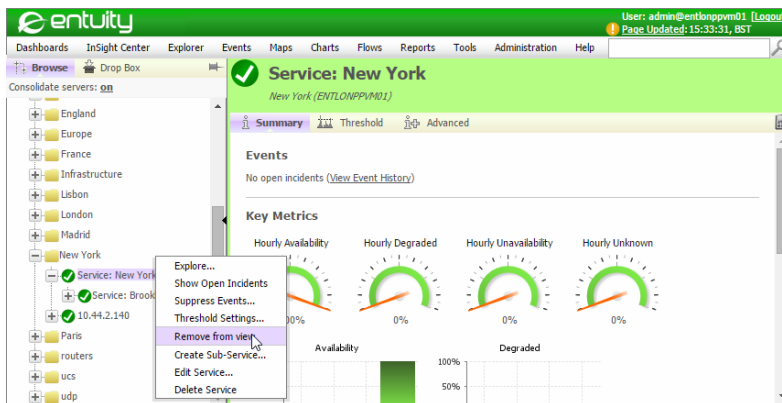 entuity
User: admin@entlonppvm01 [Logout
Page Updated: 15:33:31, BST
Dashboards InSight Center Explorer Events Maps Charts Flows Reports Tools Administration Help
Browse Drop Box
Consolidate servers: on
England
Europe
France
Infrastructure
Lisbon
London
Madrid
New York
Service: New York
Service: Brook
10.44.2.140
Paris
routers
ucs
udp
Explore...
Show Open Incidents
Suppress Events...
Threshold Settings...
Remove from view
Create Sub-Service...
Edit Service...
Delete Service
Service: New York
New York (ENTLONPPVM01)
Summary Threshold Advanced
Events
No open incidents (View Event History)
Key Metrics
Hourly Availability Hourly Degraded Hourly Unavailability Hourly Unknown
00% 0% 0% 0%
Availability Degraded
100%
50%